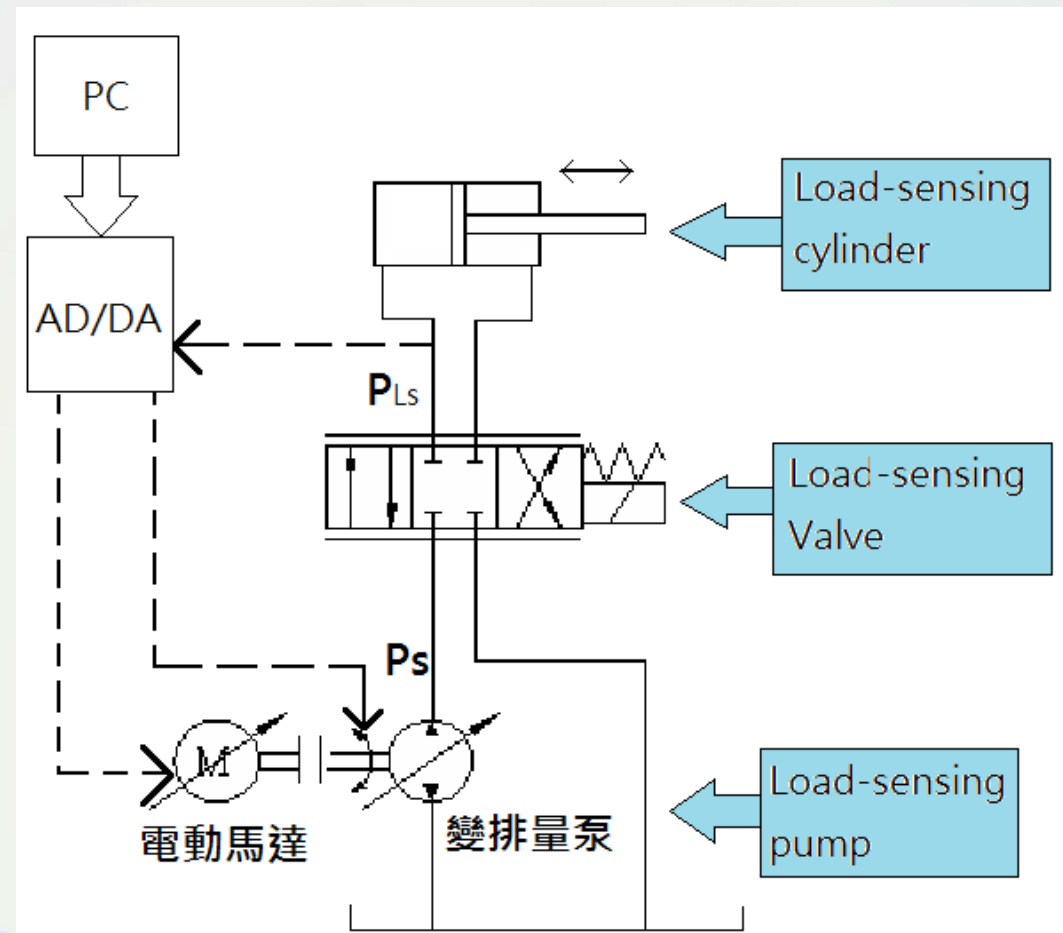 PC
Load-sensing
cylinder
AD/DA
PLs
Load-sensing
Valve
Ps
M
Load-sensing
pump
電動馬達
變排量泵